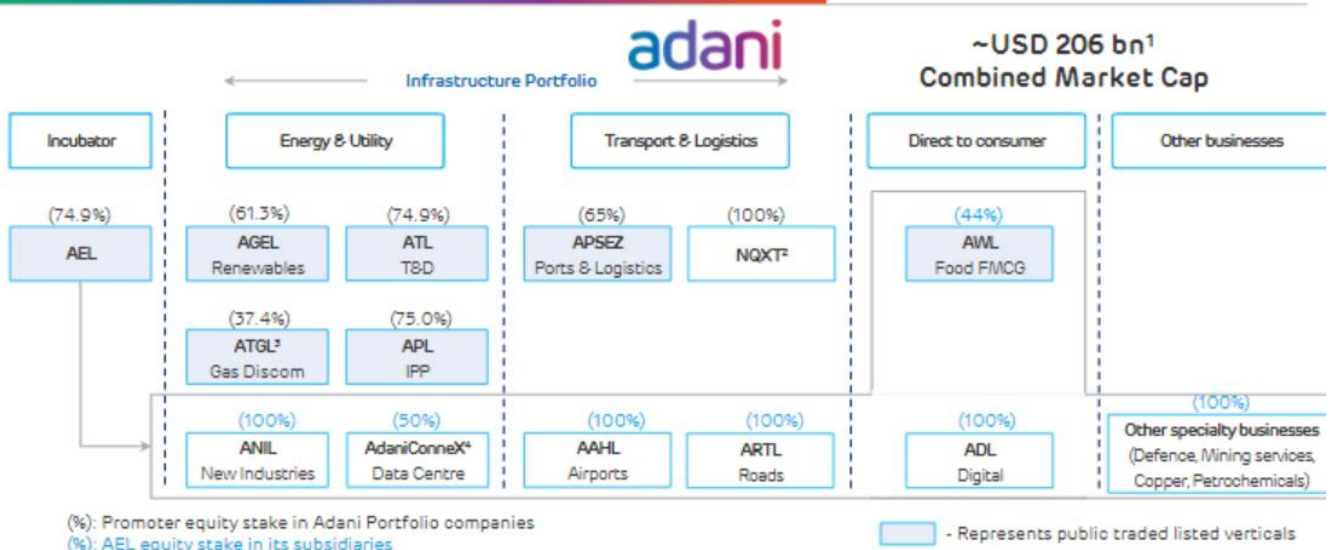 adani
~USD 206 bn¹
Combined Market Cap
Infrastructure Portfolio
Incubator
Energy & Utility
Transport & Logistics
Direct to consumer
Other businesses
(74.9%)
AEL
(61.3%)
AGEL
Renewables
(74.9%)
ATL
T&D
(65%)
APSEZ
Ports & Logistics
(100%)
NQXT²
(44%)
AWL
Food FMCG
(37.4%)
ATGL³
Gas Discom
(75.0%)
APL
IPP
(100%)
ANIL
New Industries
(50%)
AdaniConneX⁴
Data Centre
(100%)
AAHL
Airports
(100%)
ARTL
Roads
(100%)
ADL
Digital
(100%)
Other specialty businesses
(Defence, Mining services,
Copper, Petrochemicals)
(%): Promoter equity stake in Adani Portfolio companies
(%): AEL equity stake in its subsidiaries
- Represents public traded listed verticals